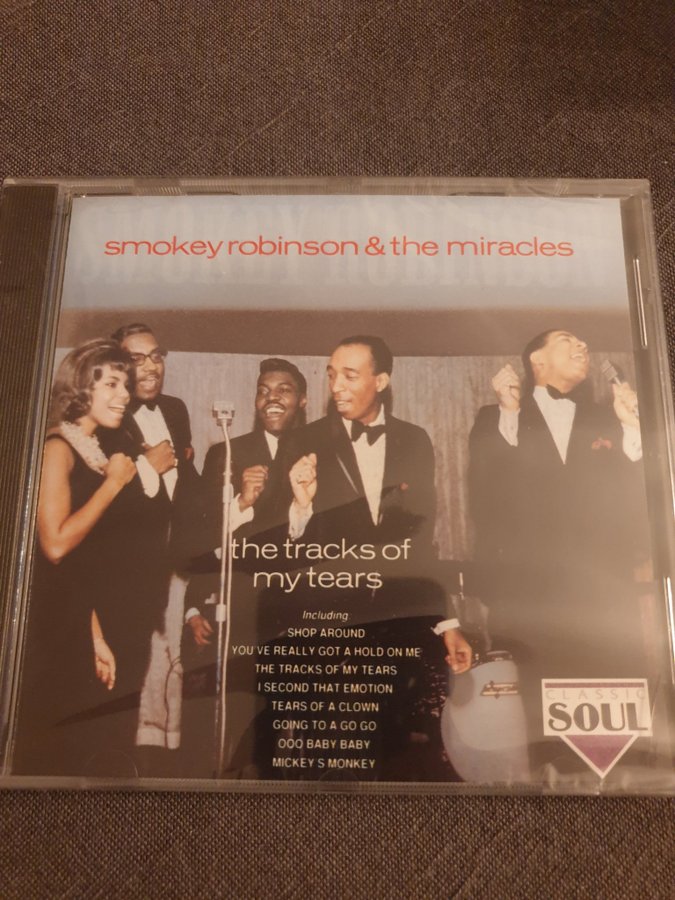 smokey robinson & the miracles
the tracks of
my tears
Including
SHOP AROUND
YOU'VE REALLY GOT A HOLD ON ME
THE TRACKS OF MY TEARS
I SECOND THAT EMOTION
TEARS OF A CLOWN
GOING TO A GO GO
OOO BABY BABY
MICKEY S MONKEY
CLASSIC
SOUL